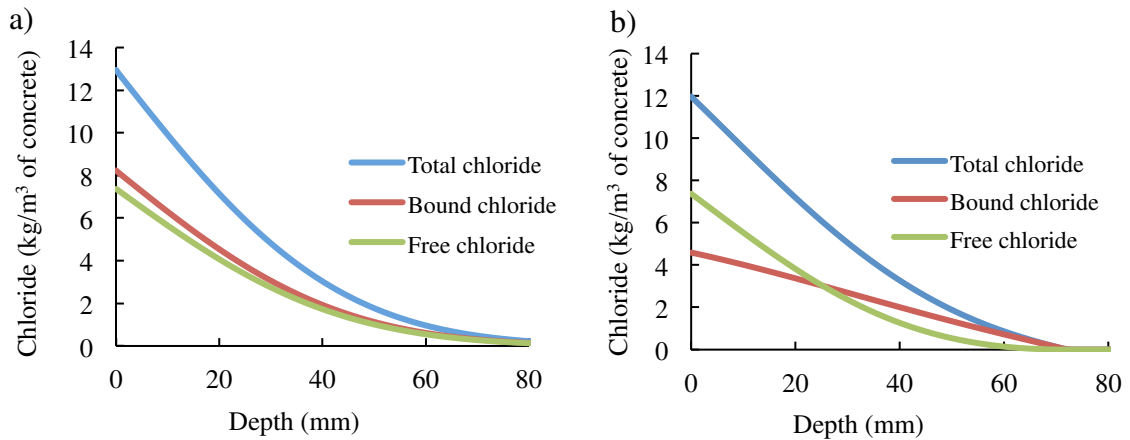 a)
Chloride (kg/m³ of concrete)
14
12
10
8
6
4
2
0
0 20 40 60 80
Depth (mm)
Total chloride
Bound chloride
Free chloride
b)
Chloride (kg/m³ of concrete)
14
12
10
8
6
4
2
0
0 20 40 60 80
Depth (mm)
Total chloride
Bound chloride
Free chloride